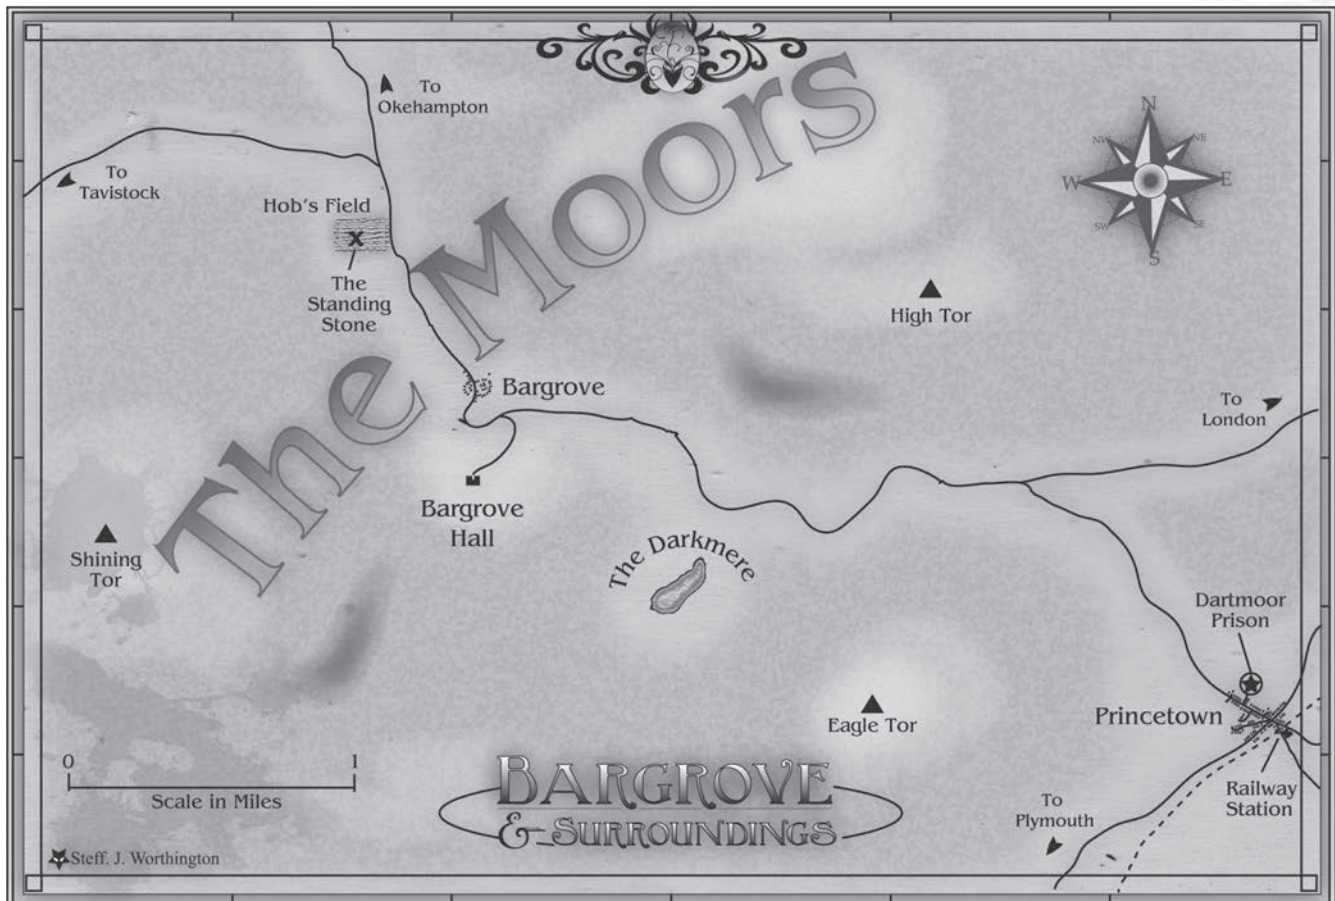 To
Okehampton
To
Tavistock
Hob's Field
The
Standing
Stone
The Moors
N
NW
NE
W
E
SW
SE
S
High Tor
Bargrove
To
London
Bargrove
Hall
Shining
Tor
The Darkmere
Dartmoor
Prison
Princetown
Eagle Tor
Railway
Station
To
Plymouth
0
1
Scale in Miles
BARGROVE
& SURROUNDINGS
Steff. J. Worthington